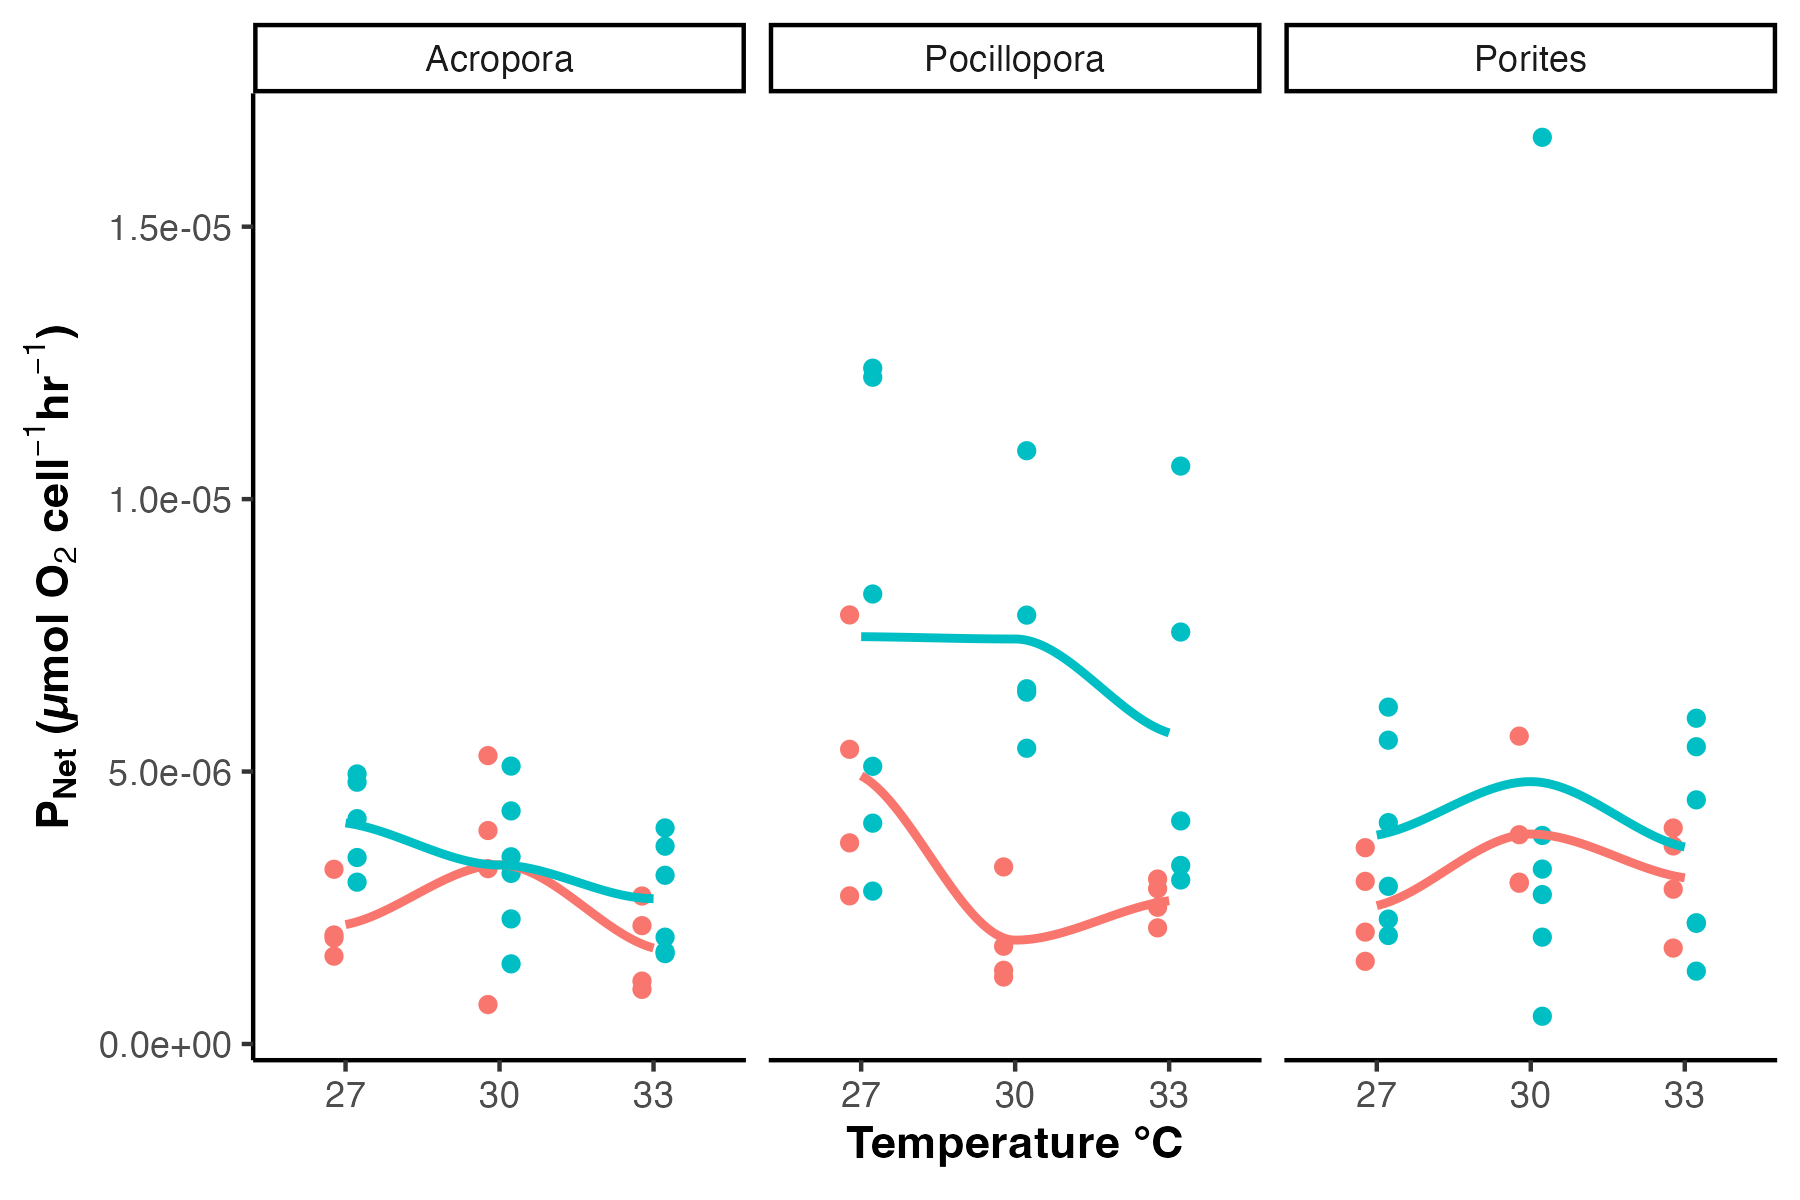 Acropora Pocillopora Porites
1.5e-05
1.0e-05
5.0e-06
0.0e+00
P_Net (µmol O₂ cell⁻¹hr⁻¹)
27 30 33 27 30 33 27 30 33
Temperature °C